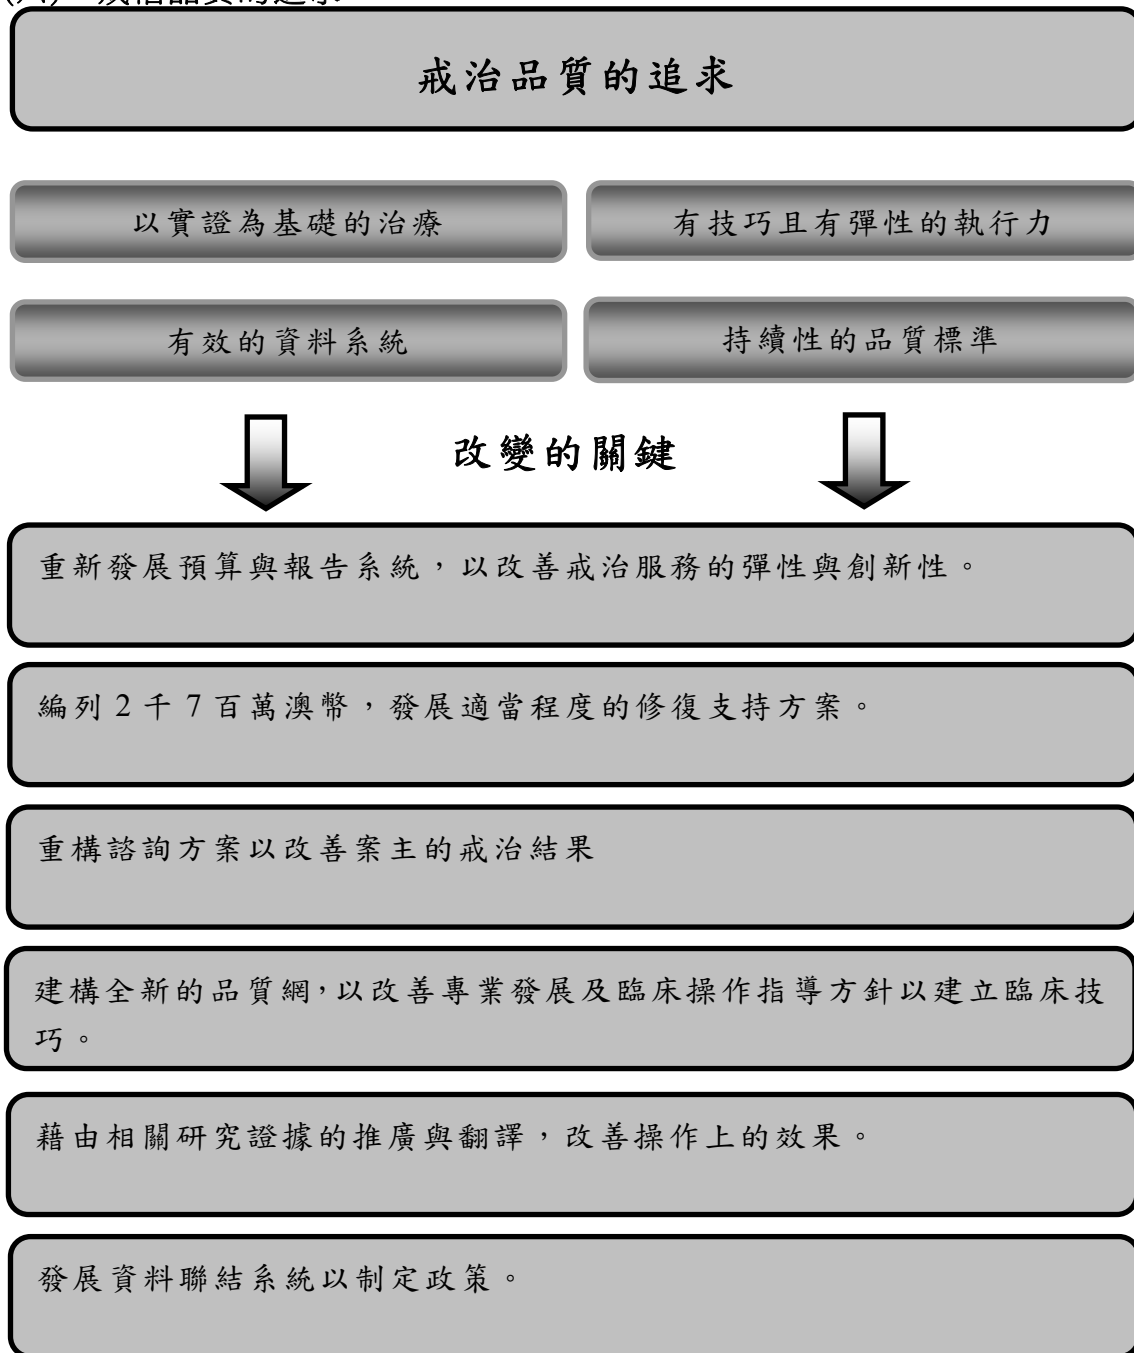 戒治品質的追求
以實證為基礎的治療
有技巧且有彈性的執行力
有效的資料系統
持續性的品質標準
改變的關鍵
重新發展預算與報告系統，以改善戒治服務的彈性與創新性。
編列 2 千 7 百萬澳幣，發展適當程度的修復支持方案。
重構諮詢方案以改善案主的戒治結果
建構全新的品質網，以改善專業發展及臨床操作指導方針以建立臨床技
巧。
藉由相關研究證據的推廣與翻譯，改善操作上的效果。
發展資料聯結系統以制定政策。